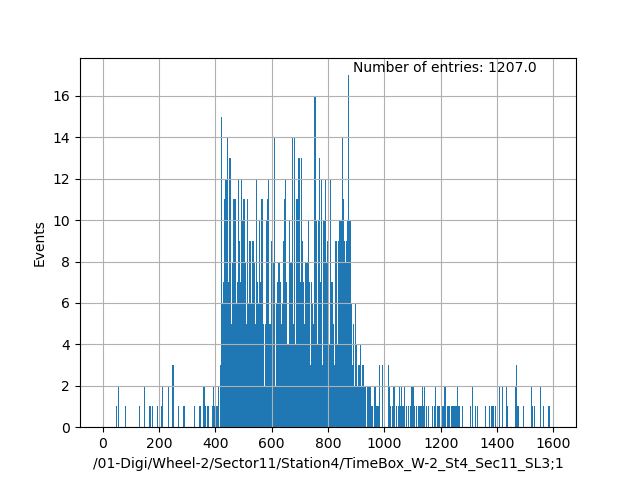 Number of entries: 1207.0
16
14
12
10
8
6
4
2
0
Events
0 200 400 600 800 1000 1200 1400 1600
/01-Digi/Wheel-2/Sector11/Station4/TimeBox_W-2_St4_Sec11_SL3;1